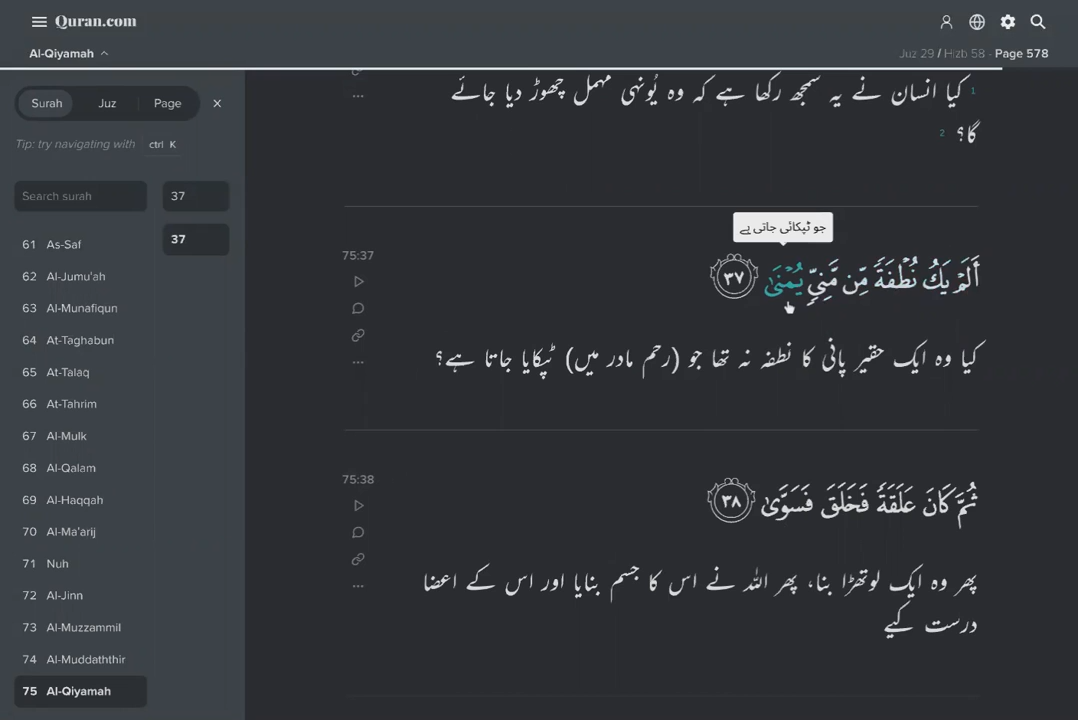 Quran.com
Al-Qiyamah
Juz 29 / Hizb 58 - Page 578
Surah
Juz
Page
Tip: try navigating with ctrl K
Search surah
37
37
61 As-Saf
62 Al-Jumu'ah
63 Al-Munafiqun
64 At-Taghabun
65 At-Talaq
66 At-Tahrim
67 Al-Mulk
68 Al-Qalam
69 Al-Haqqah
70 Al-Ma'arij
71 Nuh
72 Al-Jinn
73 Al-Muzzammil
74 Al-Muddaththir
75 Al-Qiyamah
1 کیا انسان نے یہ سمجھ رکھا ہے کہ وہ یُونہی مہمل چھوڑ دیا جائے
گا؟ 2
جو ٹپکائی جاتی ہے
75:37
أَلَمْ يَكُ نُطْفَةً مِّن مَّنِيٍّ يُمْنَىٰ ٣٧
کیا وہ ایک حقیر پانی کا نطفہ نہ تھا جو (رحم مادر میں) ٹپکایا جاتا ہے؟
75:38
ثُمَّ كَانَ عَلَقَةً فَخَلَقَ فَسَوَّىٰ ٣٨
پھر وہ ایک لوتھڑا بنا، پھر اللہ نے اس کا جسم بنایا اور اس کے اعضا
درست کیے